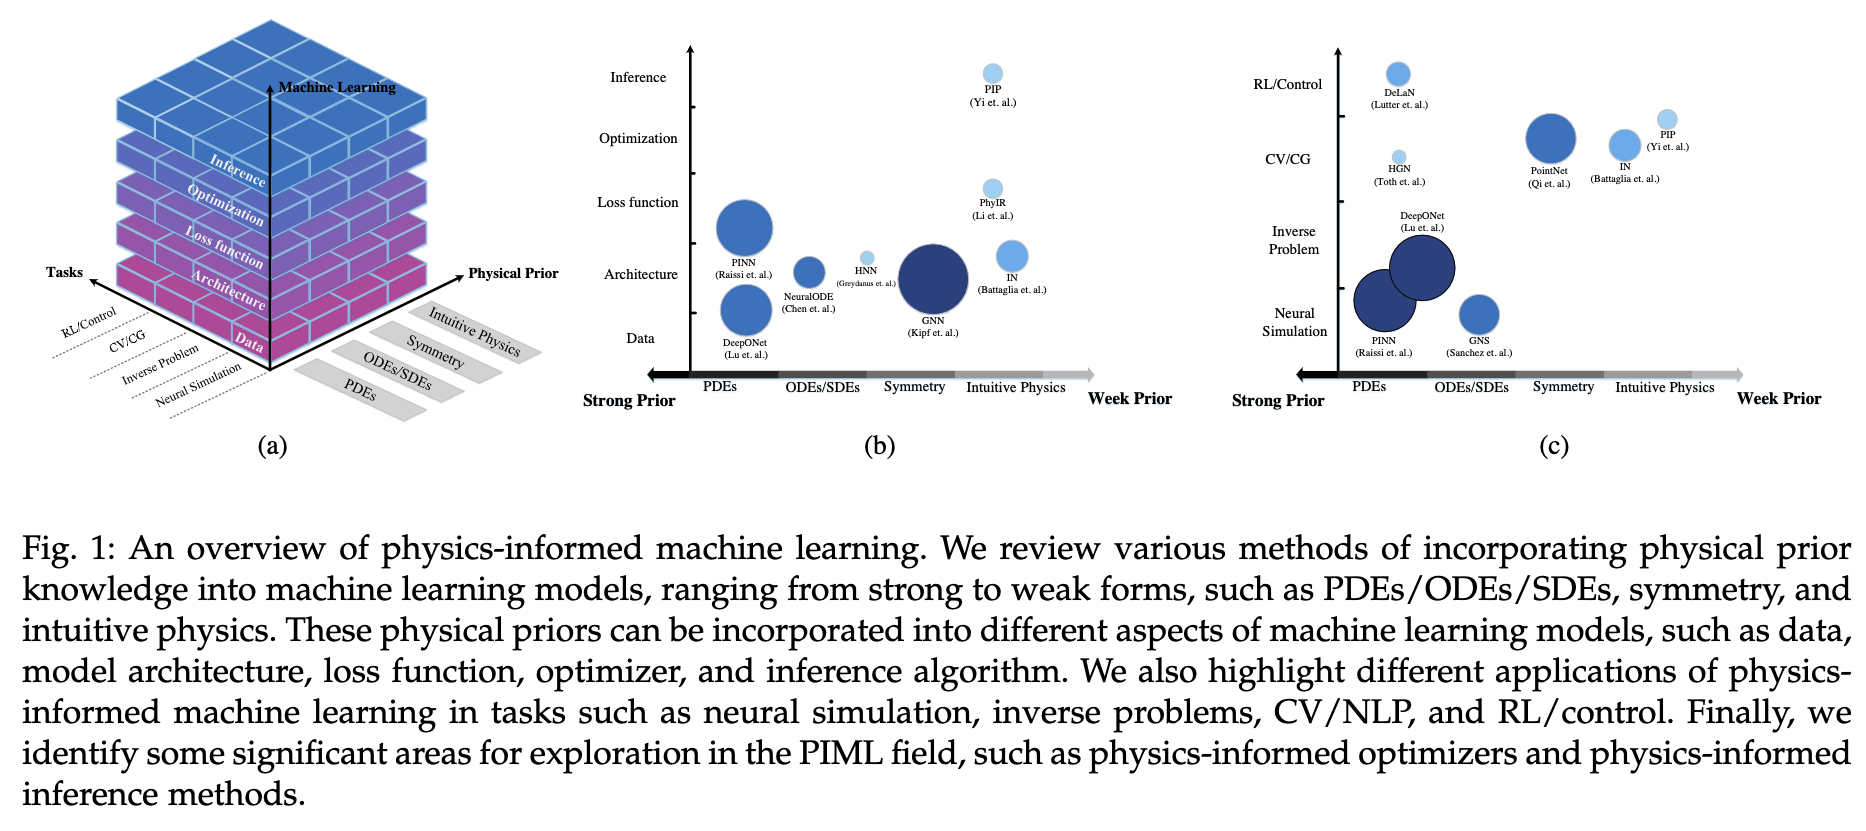 Machine Learning
Inference
Optimization
Loss function
Architecture
Data
Tasks
Physical Prior
RL/Control
CV/CG
Inverse Problem
Neural Simulation
Intuitive Physics
Symmetry
ODEs/SDEs
PDEs
(a)
Inference
Optimization
Loss function
Architecture
Data
PIP
(Yi et. al.)
PhyIR
(Li et. al.)
PINN
(Raissi et. al.)
NeuralODE
(Chen et. al.)
HNN
(Greydanus et. al.)
GNN
(Kipf et. al.)
IN
(Battaglia et. al.)
DeepONet
(Lu et. al.)
PDEs
ODEs/SDEs
Symmetry
Intuitive Physics
Strong Prior
Week Prior
(b)
RL/Control
CV/CG
Inverse
Problem
Neural
Simulation
DeLaN
(Lutter et. al.)
HGN
(Toth et. al.)
PointNet
(Qi et. al.)
IN
(Battaglia et. al.)
PIP
(Yi et. al.)
DeepONet
(Lu et. al.)
PINN
(Raissi et. al.)
GNS
(Sanchez et. al.)
PDEs
ODEs/SDEs
Symmetry
Intuitive Physics
Strong Prior
Week Prior
(c)
Fig. 1: An overview of physics-informed machine learning. We review various methods of incorporating physical prior
knowledge into machine learning models, ranging from strong to weak forms, such as PDEs/ODEs/SDEs, symmetry, and
intuitive physics. These physical priors can be incorporated into different aspects of machine learning models, such as data,
model architecture, loss function, optimizer, and inference algorithm. We also highlight different applications of physics-
informed machine learning in tasks such as neural simulation, inverse problems, CV/NLP, and RL/control. Finally, we
identify some significant areas for exploration in the PIML field, such as physics-informed optimizers and physics-informed
inference methods.